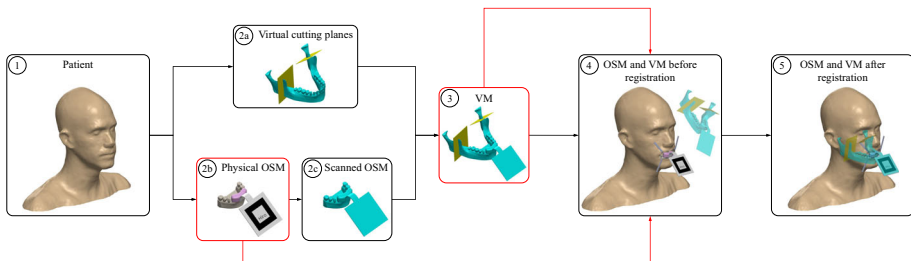 1
Patient
2a
Virtual cutting planes
2b
Physical OSM
2c
Scanned OSM
3
VM
4
OSM and VM before
registration
5
OSM and VM after
registration